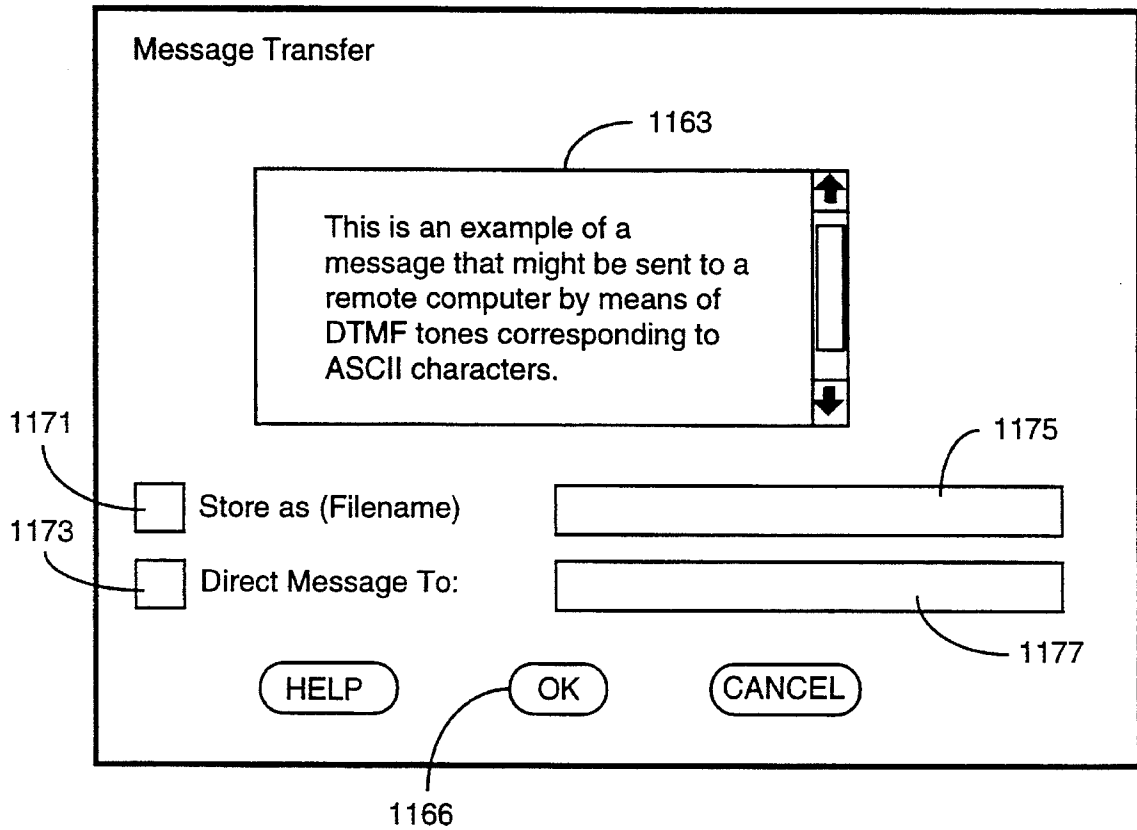 Message Transfer
1163
This is an example of a
message that might be sent to a
remote computer by means of
DTMF tones corresponding to
ASCII characters.
1171
1175
Store as (Filename)
1173
Direct Message To:
1177
HELP
OK
CANCEL
1166